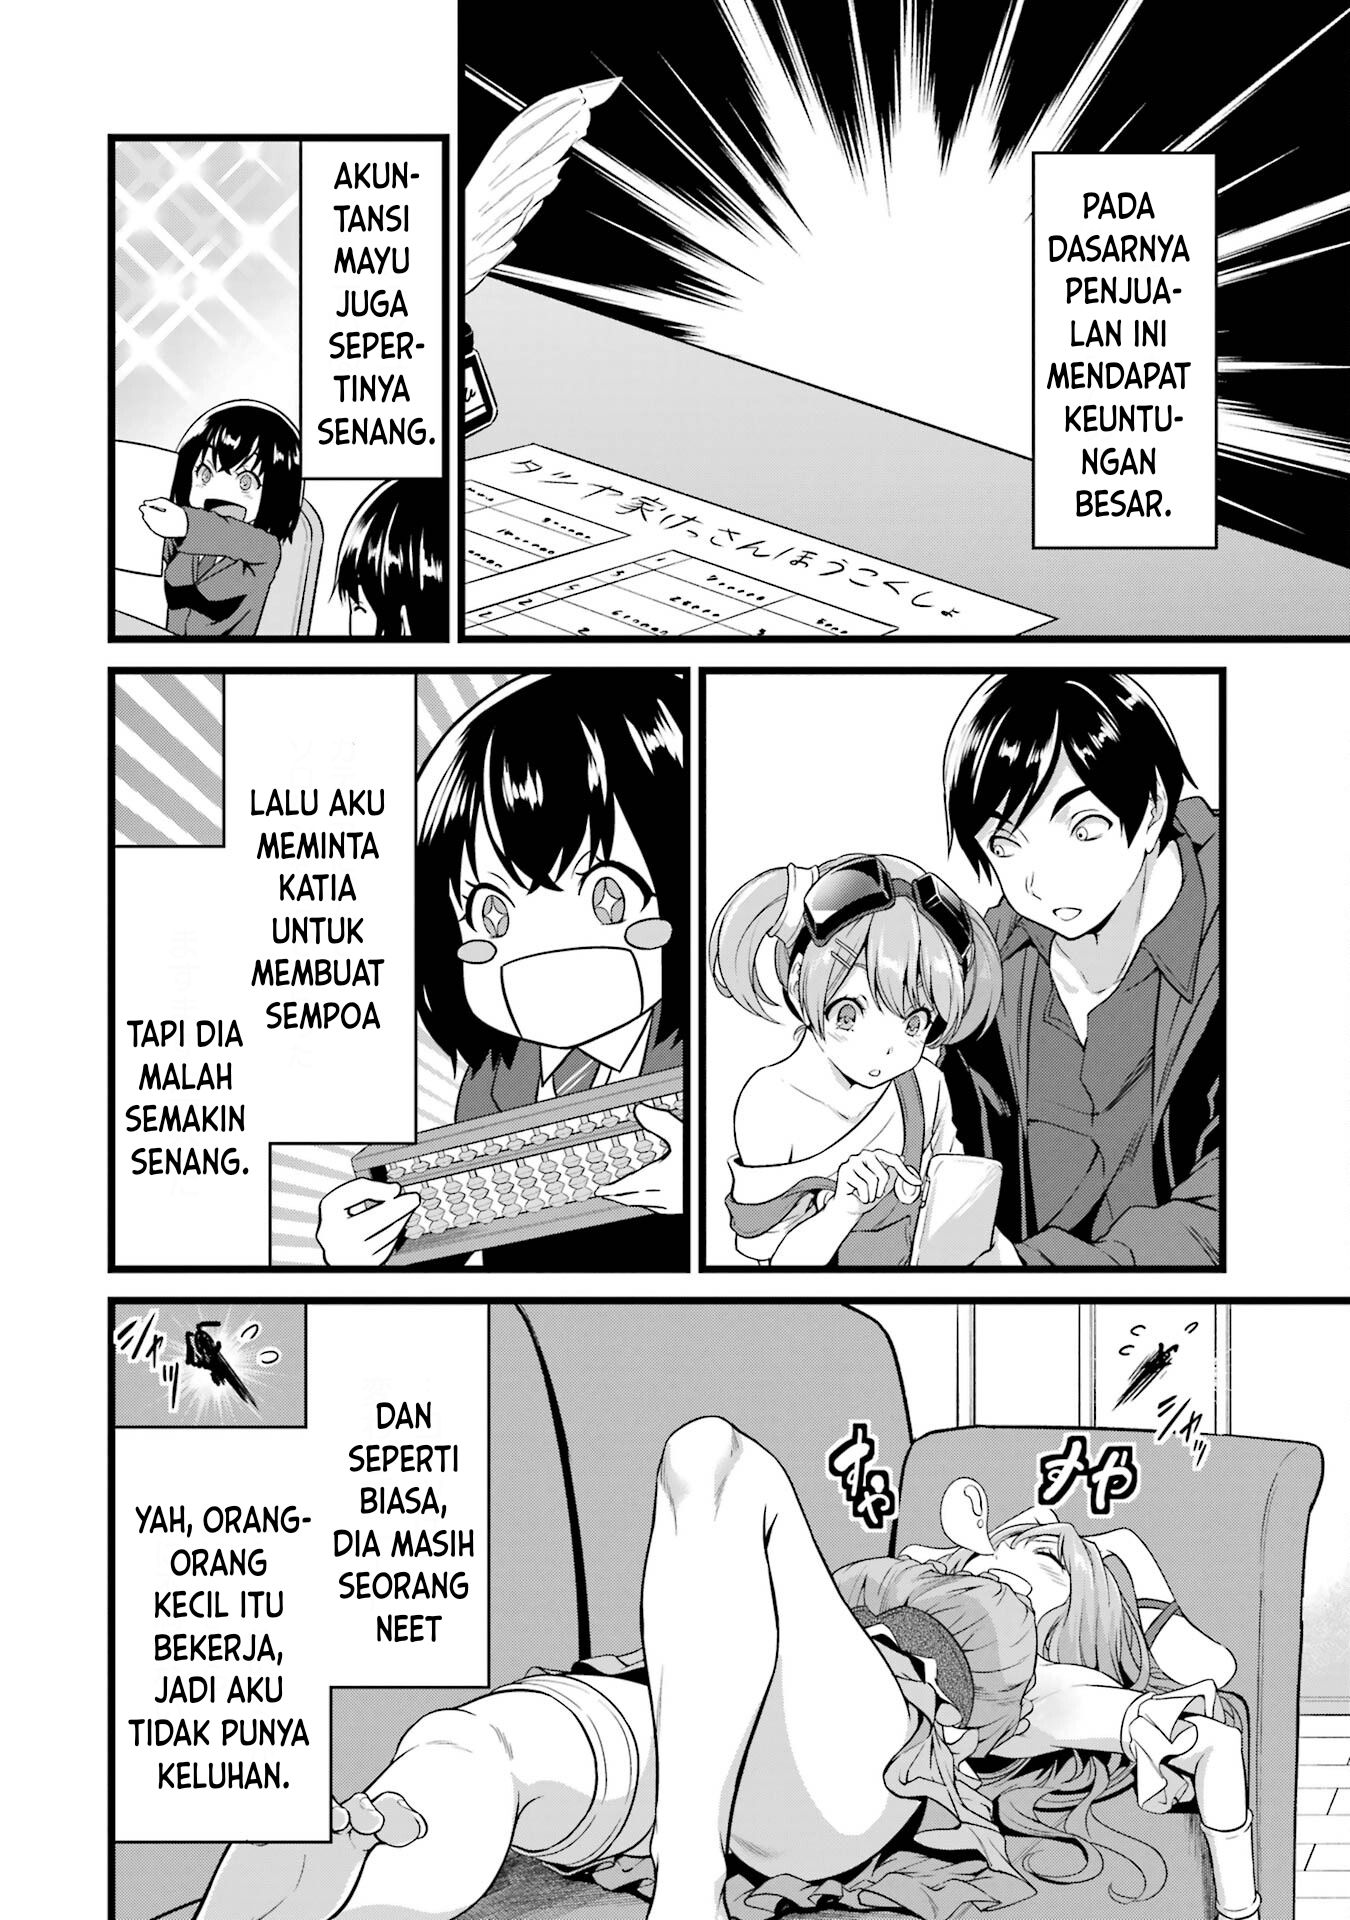 PADA
DASARNYA
PENJUA-
LAN INI
MENDAPAT
KEUNTU-
NGAN
BESAR.
タツヤ家けっさんほうこくしょ
AKUN-
TANSI
MAYU
JUGA
SEPER-
TINYA
SENANG.
LALU AKU
MEMINTA
KATIA
UNTUK
MEMBUAT
SEMPOA
TAPI DIA
MALAH
SEMAKIN
SENANG.
すや
すや
DAN
SEPERTI
BIASA,
DIA MASIH
SEORANG
NEET
YAH, ORANG-
ORANG
KECIL ITU
BEKERJA,
JADI AKU
TIDAK PUNYA
KELUHAN.